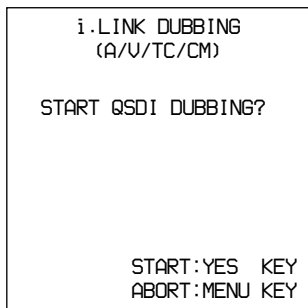 i.LINK DUBBING
(A/V/TC/CM)
START QSDI DUBBING?
START:YES KEY
ABORT:MENU KEY